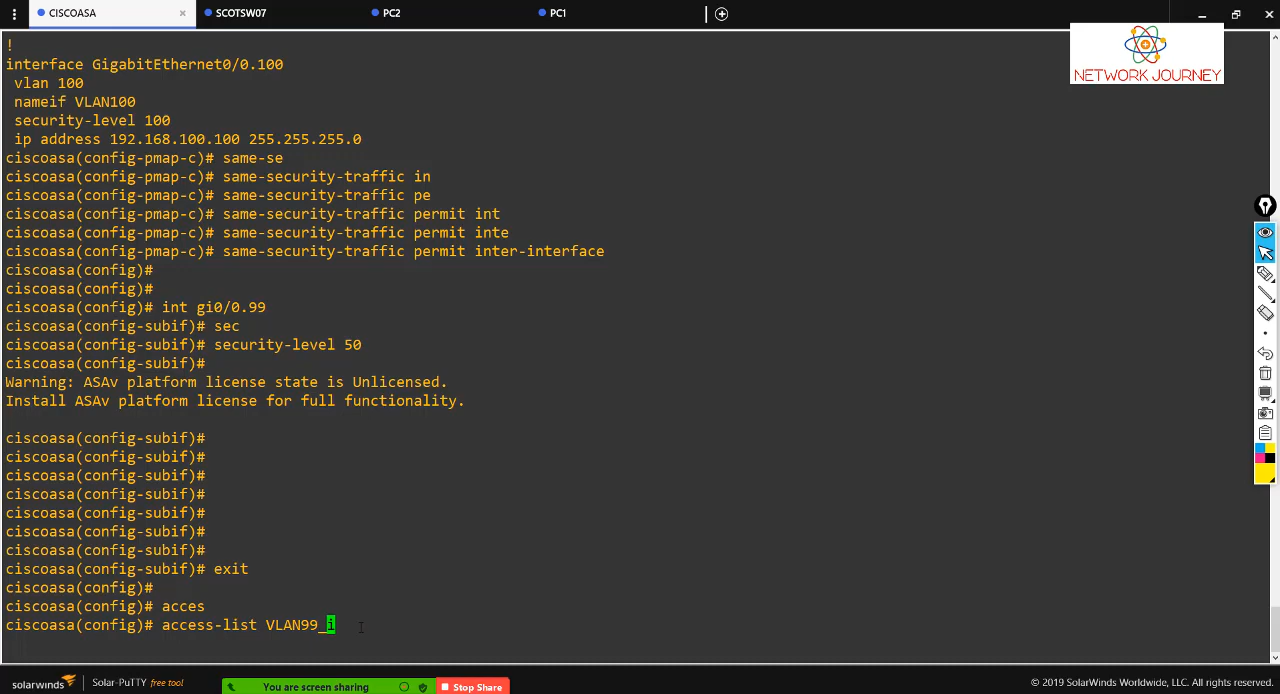 CISCOASA × SCOTSW07 PC2 PC1
!
interface GigabitEthernet0/0.100
vlan 100
nameif VLAN100
security-level 100
ip address 192.168.100.100 255.255.255.0
ciscoasa(config-pmap-c)# same-se
ciscoasa(config-pmap-c)# same-security-traffic in
ciscoasa(config-pmap-c)# same-security-traffic pe
ciscoasa(config-pmap-c)# same-security-traffic permit int
ciscoasa(config-pmap-c)# same-security-traffic permit inte
ciscoasa(config-pmap-c)# same-security-traffic permit inter-interface
ciscoasa(config)#
ciscoasa(config)#
ciscoasa(config)# int gi0/0.99
ciscoasa(config-subif)# sec
ciscoasa(config-subif)# security-level 50
ciscoasa(config-subif)#
Warning: ASAv platform license state is Unlicensed.
Install ASAv platform license for full functionality.
ciscoasa(config-subif)#
ciscoasa(config-subif)#
ciscoasa(config-subif)#
ciscoasa(config-subif)#
ciscoasa(config-subif)#
ciscoasa(config-subif)#
ciscoasa(config-subif)#
ciscoasa(config-subif)# exit
ciscoasa(config)#
ciscoasa(config)# acces
ciscoasa(config)# access-list VLAN99_i
NETWORK JOURNEY
solarwinds Solar-PuTTY free tool
You are screen sharing
Stop Share
© 2019 SolarWinds Worldwide, LLC. All rights reserved.